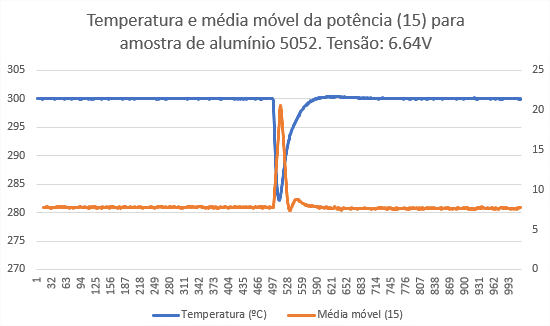 Temperatura e média móvel da potência (15) para
amostra de alumínio 5052. Tensão: 6.64V
305 25
300 20
295
290 15
285 10
280
275 5
270 0
1 32 63 94 125 156 187 218 249 280 311 342 373 404 435 466 497 528 559 590 621 652 683 714 745 776 807 838 869 900 931 962 993
Temperatura (ºC) Média móvel (15)